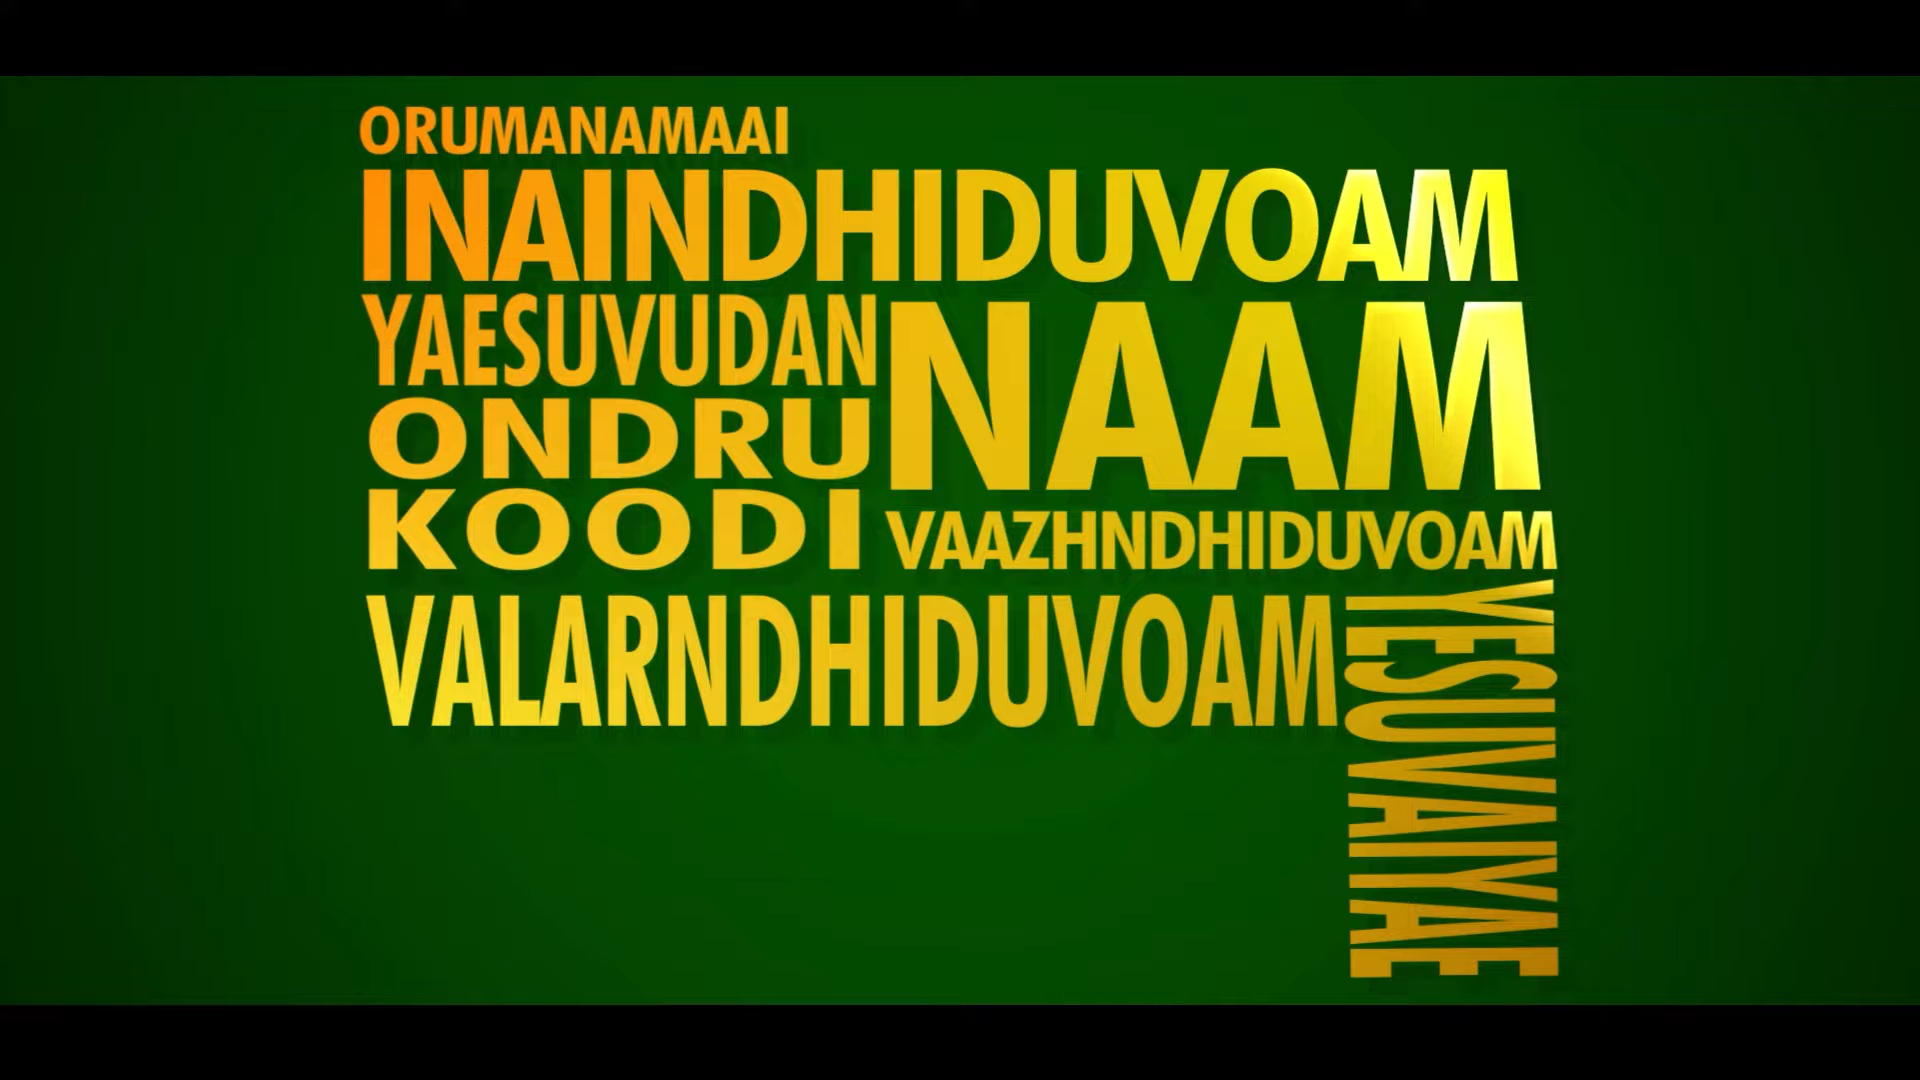 ORUMANAMAAI
INAINDHIDUVOAM
YAESUVUDAN
ONDRU
KOODI
NAAM
VAAZHNDHIDUVOAM
VALARNDHIDUVOAM
YESUVAIYAE